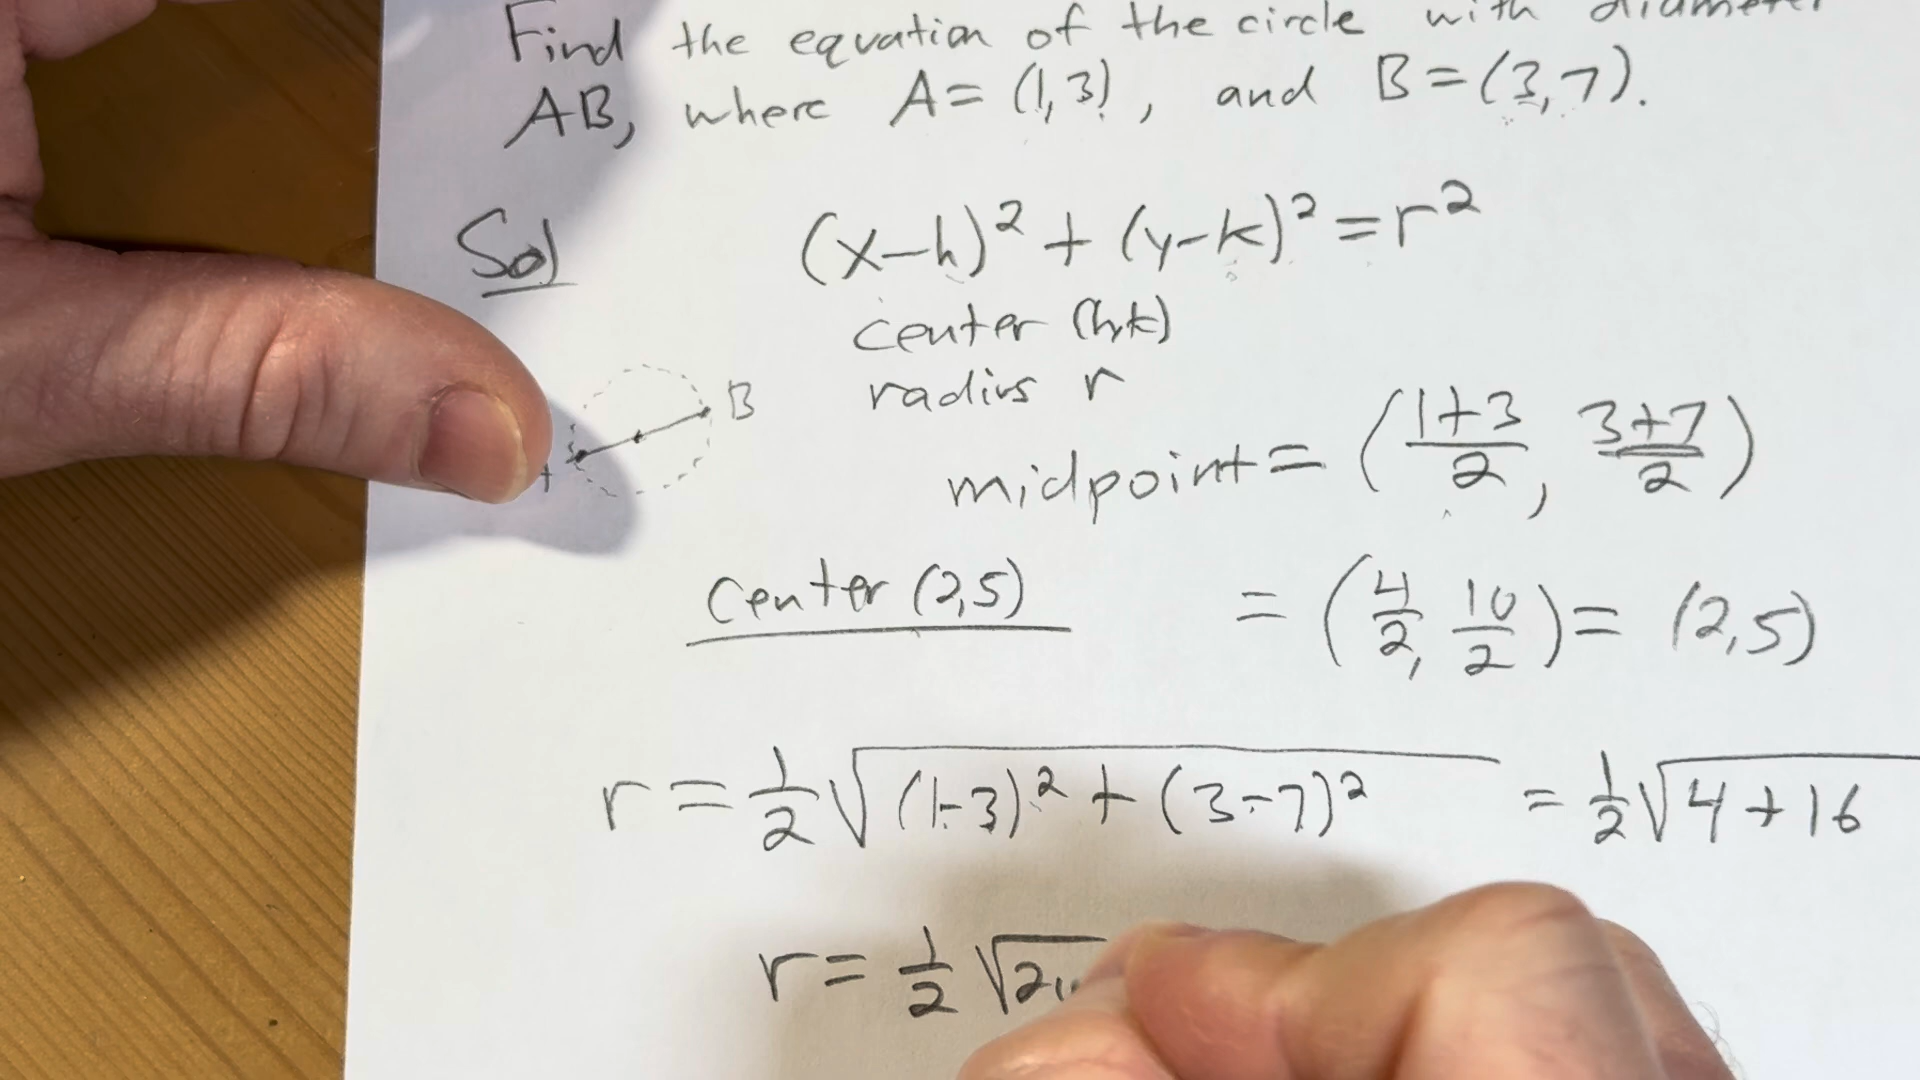 Find the equation of the circle with diameter
AB, where A = (1,3), and B = (3,7).
Sol (x-h)² + (y-k)² = r²
center (h,k)
radius r
B
midpoint = ((1+3)/2, (3+7)/2)
center (2,5) = (4/2, 10/2) = (2,5)
r = 1/2 √((1-3)² + (3-7)²) = 1/2 √(4+16)
r = 1/2